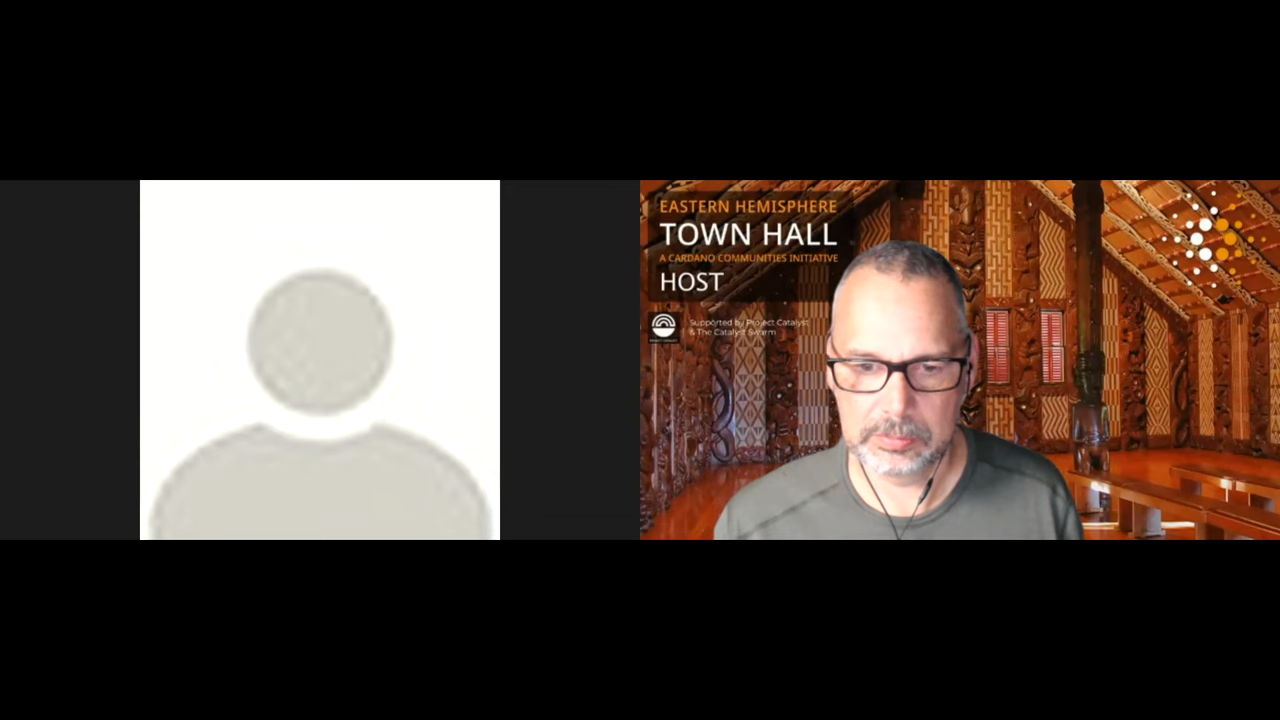 EASTERN HEMISPHERE
TOWN HALL
A CARDANO COMMUNITIES INITIATIVE
HOST
Supported by Project Catalyst
& The Catalyst Swarm